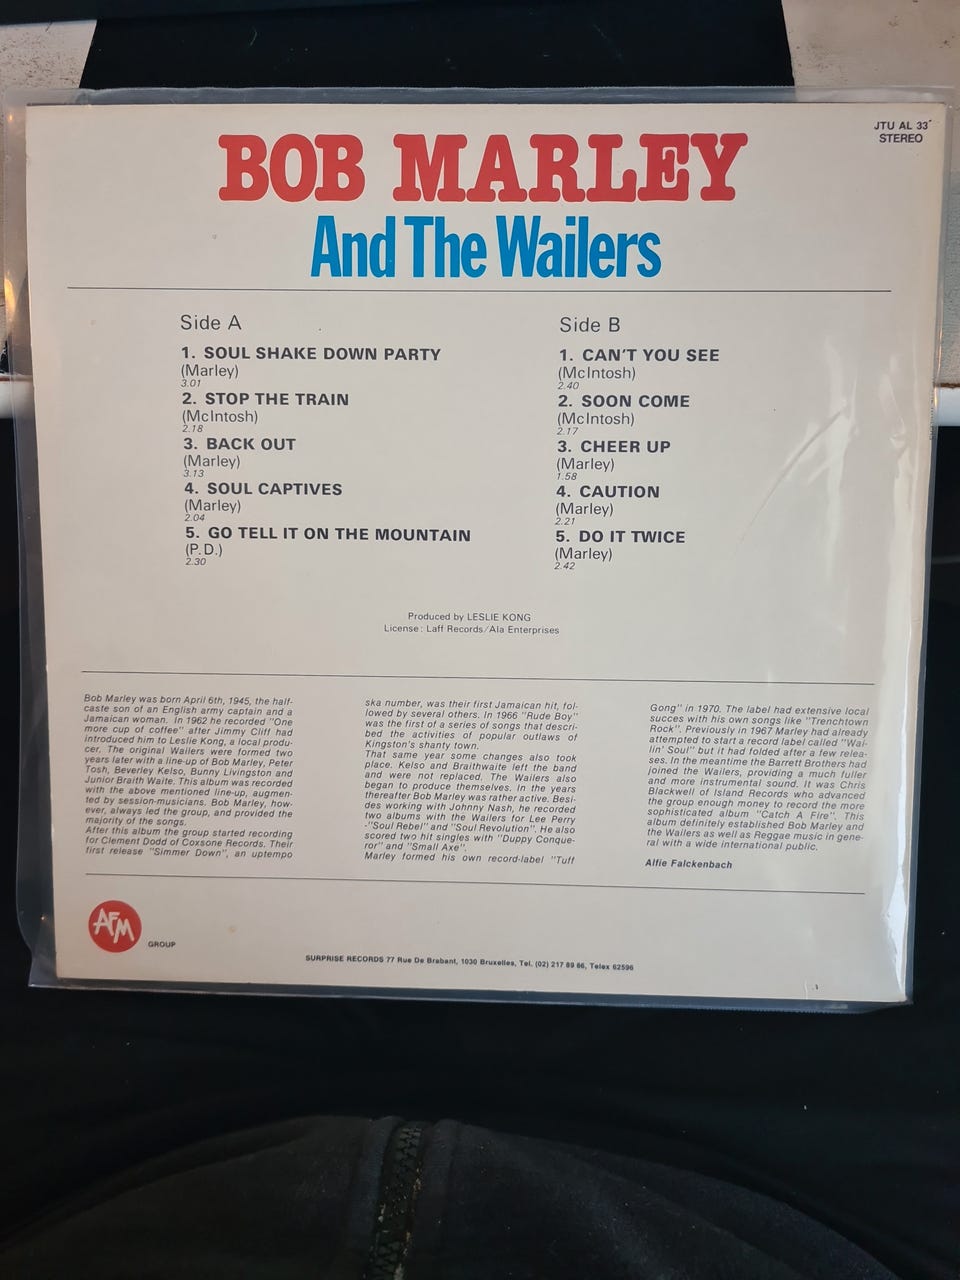 JTU AL 33
STEREO
BOB MARLEY
And The Wailers
Side A
1. SOUL SHAKE DOWN PARTY
(Marley)
3.01
2. STOP THE TRAIN
(McIntosh)
2.18
3. BACK OUT
(Marley)
3.13
4. SOUL CAPTIVES
(Marley)
2.04
5. GO TELL IT ON THE MOUNTAIN
(P.D.)
2.30
Side B
1. CAN'T YOU SEE
(McIntosh)
2.40
2. SOON COME
(McIntosh)
2.17
3. CHEER UP
(Marley)
1.58
4. CAUTION
(Marley)
2.21
5. DO IT TWICE
(Marley)
2.42
Produced by LESLIE KONG
License : Laff Records/Ala Enterprises
Bob Marley was born April 6th, 1945, the half-
caste son of an English army captain and a
Jamaican woman. In 1962 he recorded "One
more cup of coffee" after Jimmy Cliff had
introduced him to Leslie Kong, a local produ-
cer. The original Wailers were formed two
years later with a line-up of Bob Marley, Peter
Tosh, Beverley Kelso, Bunny Livingston and
Junior Braith Waite. This album was recorded
with the above mentioned line-up, augmen-
ted by session-musicians. Bob Marley, how-
ever, always led the group, and provided the
majority of the songs.
After this album the group started recording
for Clement Dodd of Coxsone Records. Their
first release "Simmer Down", an uptempo
ska number, was their first Jamaican hit, fol-
lowed by several others. In 1966 "Rude Boy"
was the first of a series of songs that descri-
bed the activities of popular outlaws of
Kingston's shanty town.
That same year some changes also took
place. Kelso and Braithwaite left the band
and were not replaced. The Wailers also
began to produce themselves. In the years
thereafter Bob Marley was rather active. Besi-
des working with Johnny Nash, he recorded
two albums with the Wailers for Lee Perry
-"Soul Rebel" and "Soul Revolution". He also
scored two hit singles with "Duppy Conque-
ror" and "Small Axe".
Marley formed his own record-label "Tuff
Gong" in 1970. The label had extensive local
succes with his own songs like "Trenchtown
Rock". Previously in 1967 Marley had already
attempted to start a record label called "Wai-
lin' Soul" but it had folded after a few relea-
ses. In the meantime the Barrett Brothers had
joined the Wailers, providing a much fuller
and more instrumental sound. It was Chris
Blackwell of Island Records who advanced
the group enough money to record the more
sophisticated album "Catch A Fire". This
album definitely established Bob Marley and
the Wailers as well as Reggae music in gene-
ral with a wide international public.
Alfie Falckenbach
AFM
GROUP
SURPRISE RECORDS 77 Rue De Brabant, 1030 Bruxelles, Tel. (02) 217 89 66, Telex 62596